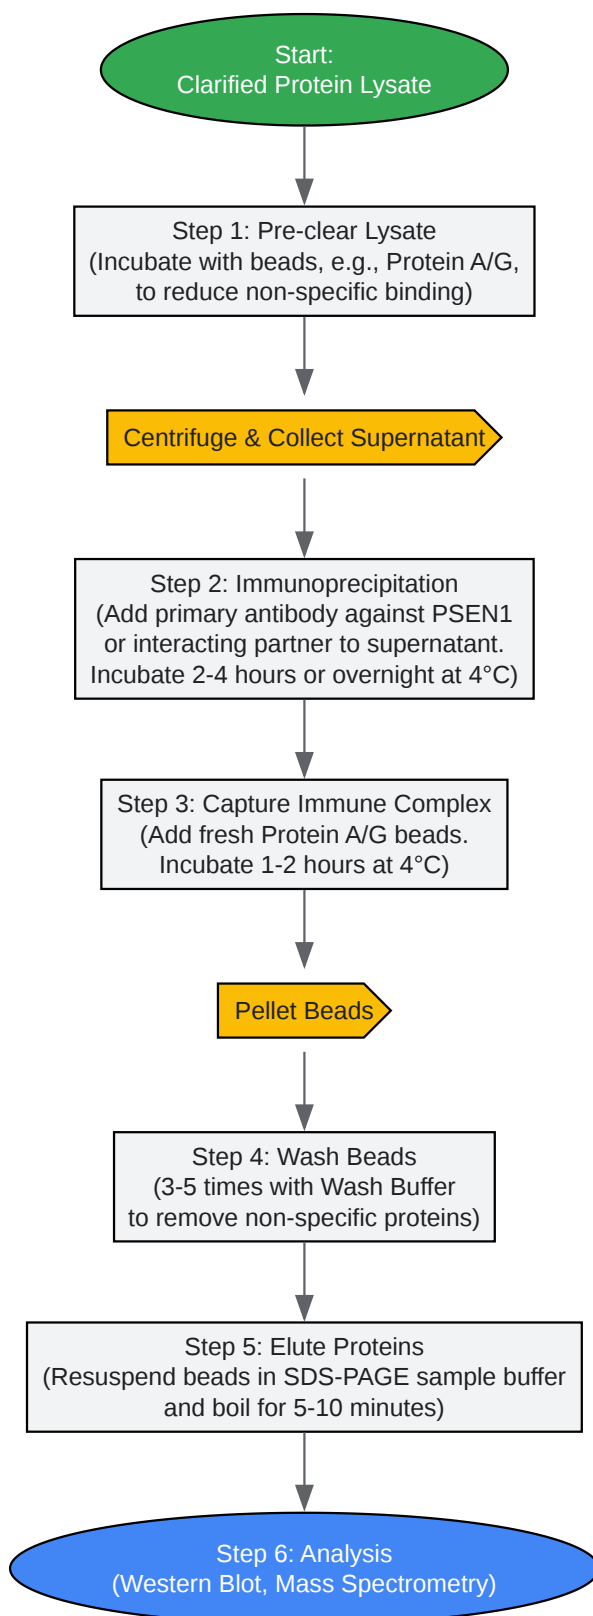 Start:
Clarified Protein Lysate
Step 1: Pre-clear Lysate
(Incubate with beads, e.g., Protein A/G,
to reduce non-specific binding)
Centrifuge & Collect Supernatant
Step 2: Immunoprecipitation
(Add primary antibody against PSEN1
or interacting partner to supernatant.
Incubate 2-4 hours or overnight at 4°C)
Step 3: Capture Immune Complex
(Add fresh Protein A/G beads.
Incubate 1-2 hours at 4°C)
Pellet Beads
Step 4: Wash Beads
(3-5 times with Wash Buffer
to remove non-specific proteins)
Step 5: Elute Proteins
(Resuspend beads in SDS-PAGE sample buffer
and boil for 5-10 minutes)
Step 6: Analysis
(Western Blot, Mass Spectrometry)